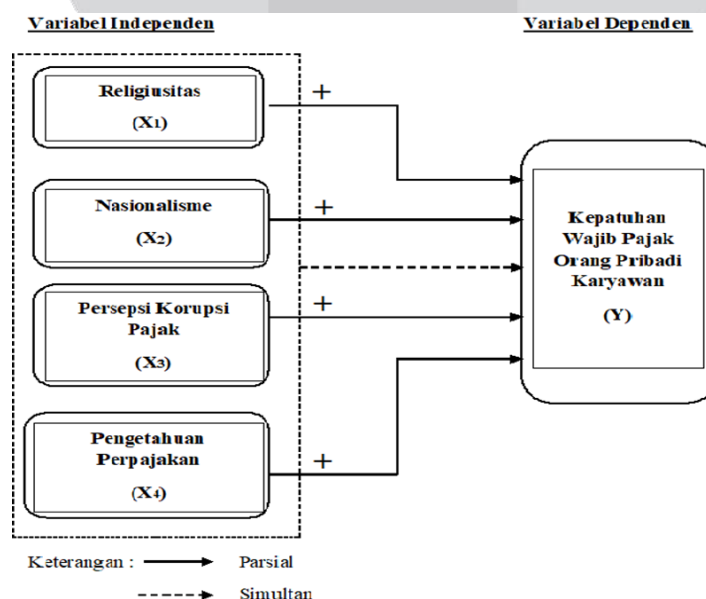 Variabel Independen
Variabel Dependen
Religiusitas
(X1)
+
Nasionalisme
(X2)
+
Persepsi Korupsi
Pajak
(X3)
+
Pengetahuan
Perpajakan
(X4)
+
Kepatuhan
Wajib Pajak
Orang Pribadi
Karyawan
(Y)
Keterangan : Parsial
Simultan